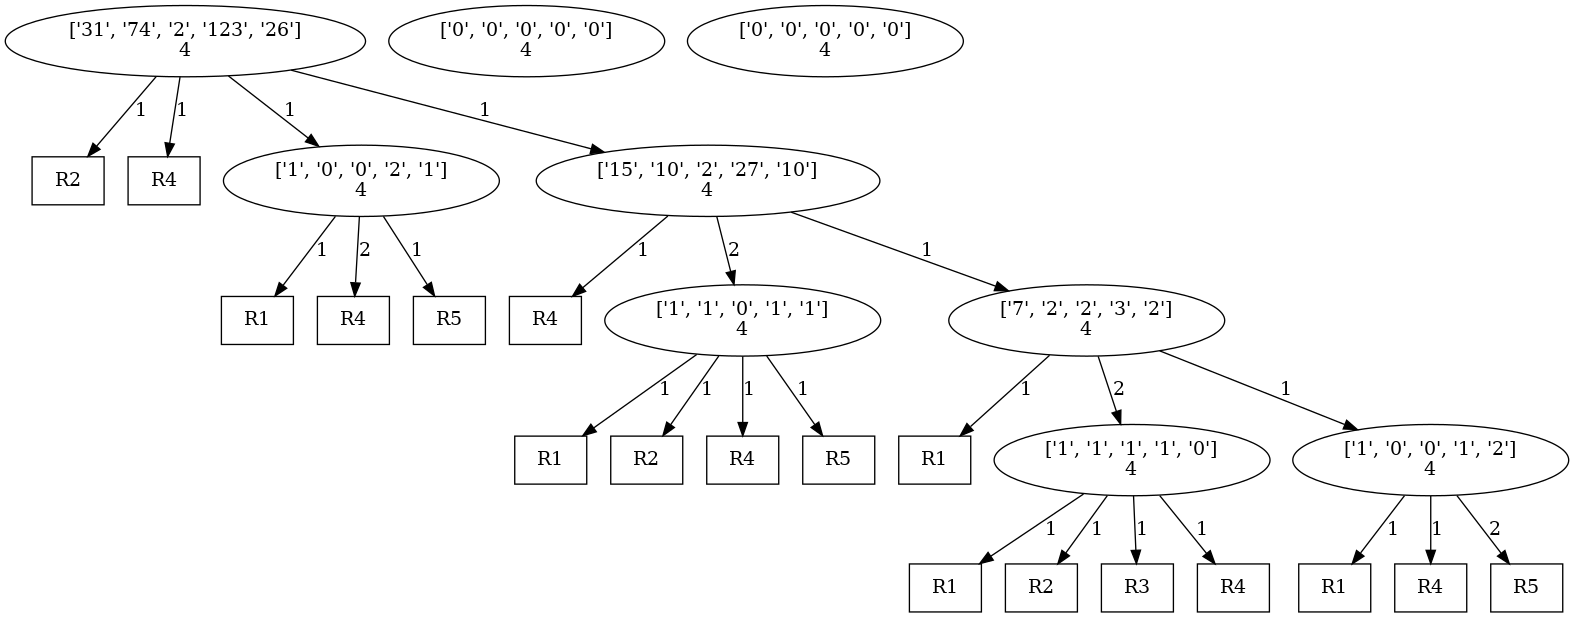 ['31', '74', '2', '123', '26']
4
['0', '0', '0', '0', '0']
4
['0', '0', '0', '0', '0']
4
1
1
1
1
R2
R4
['1', '0', '0', '2', '1']
4
['15', '10', '2', '27', '10']
4
1
2
1
1
2
1
R1
R4
R5
R4
['1', '1', '0', '1', '1']
4
['7', '2', '2', '3', '2']
4
1
1
1
1
1
2
1
R1
R2
R4
R5
R1
['1', '1', '1', '1', '0']
4
['1', '0', '0', '1', '2']
4
1
1
1
1
1
1
2
R1
R2
R3
R4
R1
R4
R5